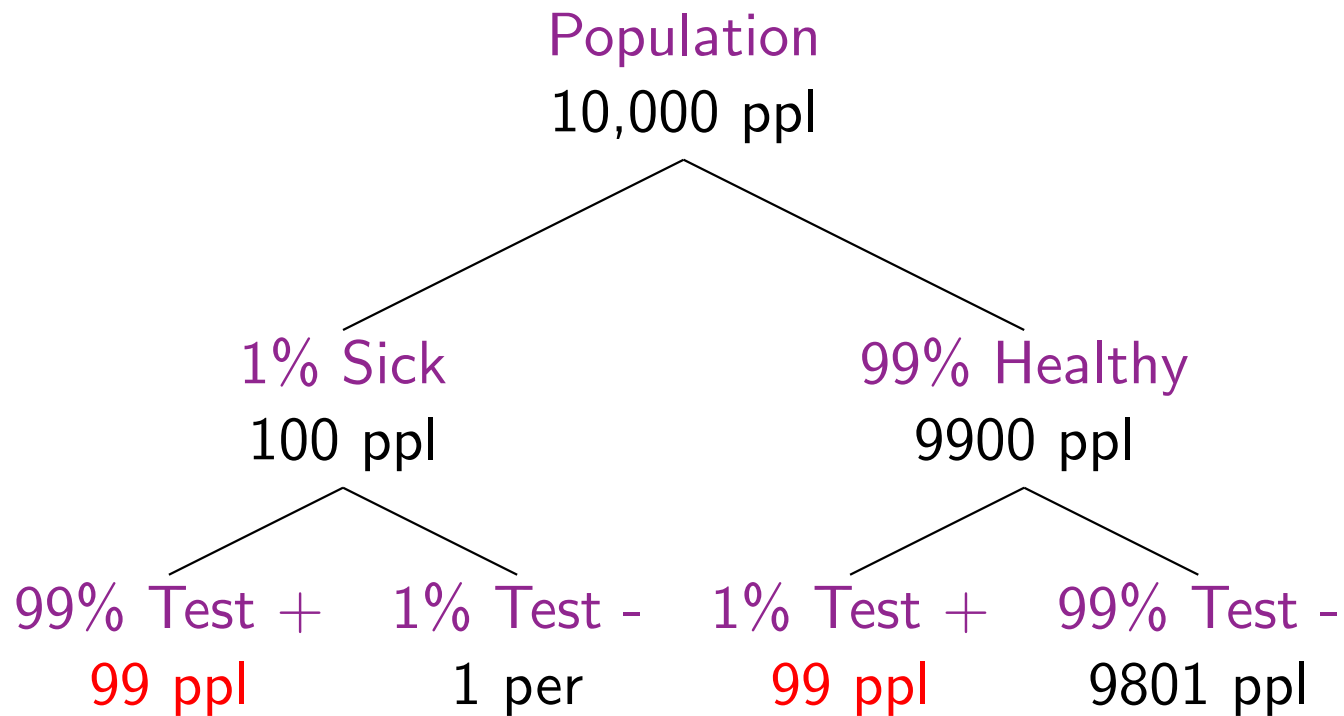 Population
10,000 ppl
1% Sick
99% Healthy
100 ppl
9900 ppl
99% Test +
1% Test -
1% Test +
99% Test -
99 ppl
1 per
99 ppl
9801 ppl